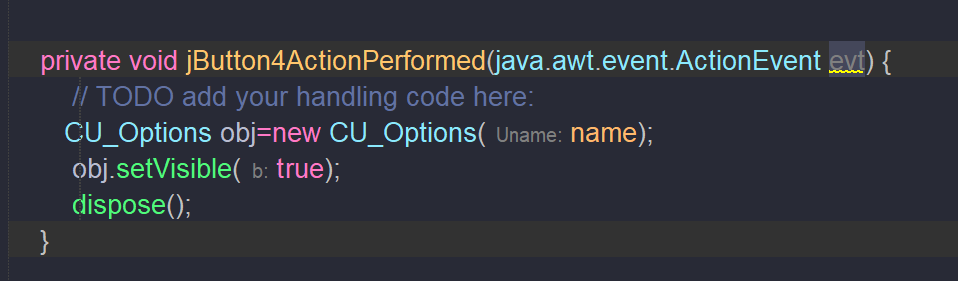 private void jButton4ActionPerformed(java.awt.event.ActionEvent evt) {
// TODO add your handling code here:
CU_Options obj=new CU_Options( Uname: name);
obj.setVisible( b: true);
dispose();
}